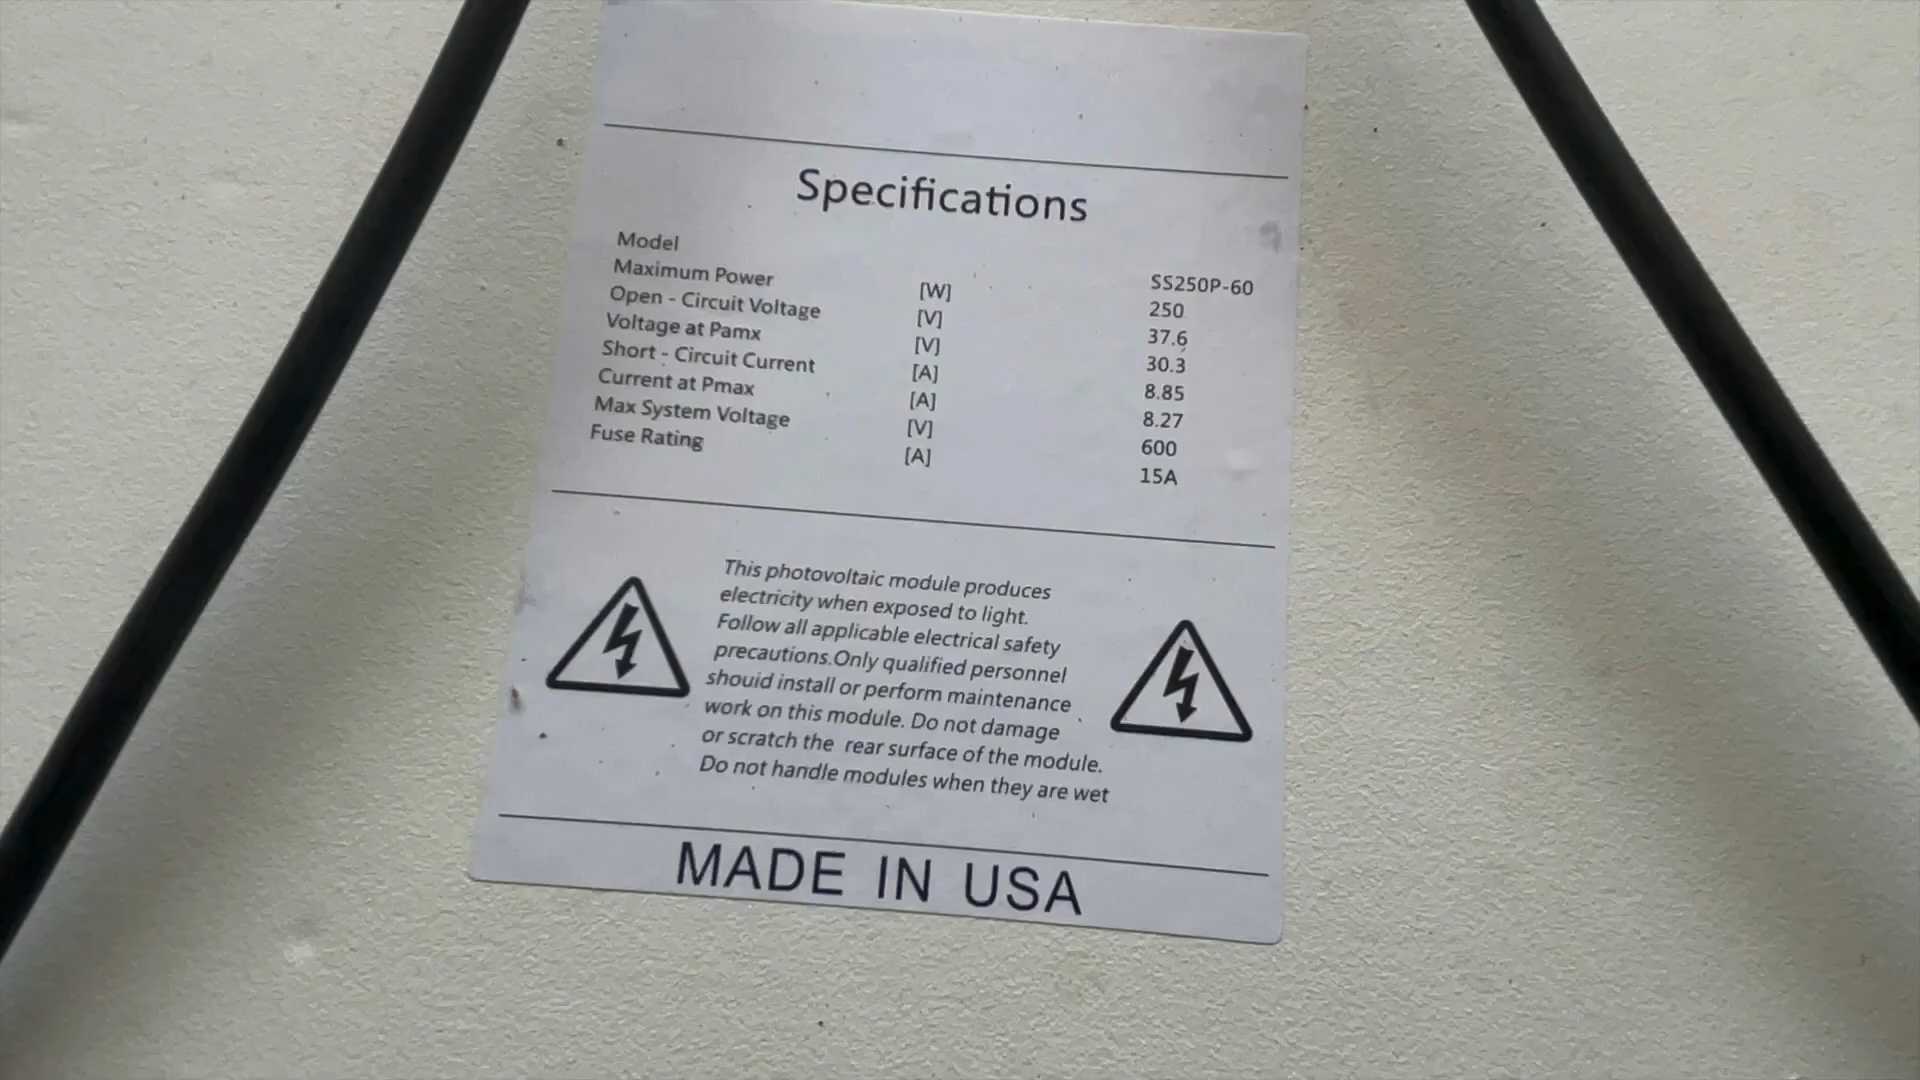 Specifications
Model SS250P-60
Maximum Power [W] 250
Open - Circuit Voltage [V] 37.6
Voltage at Pamx [V] 30.3
Short - Circuit Current [A] 8.85
Current at Pmax [A] 8.27
Max System Voltage [V] 600
Fuse Rating [A] 15A
This photovoltaic module produces
electricity when exposed to light.
Follow all applicable electrical safety
precautions.Only qualified personnel
shouid install or perform maintenance
work on this module. Do not damage
or scratch the rear surface of the module.
Do not handle modules when they are wet
MADE IN USA